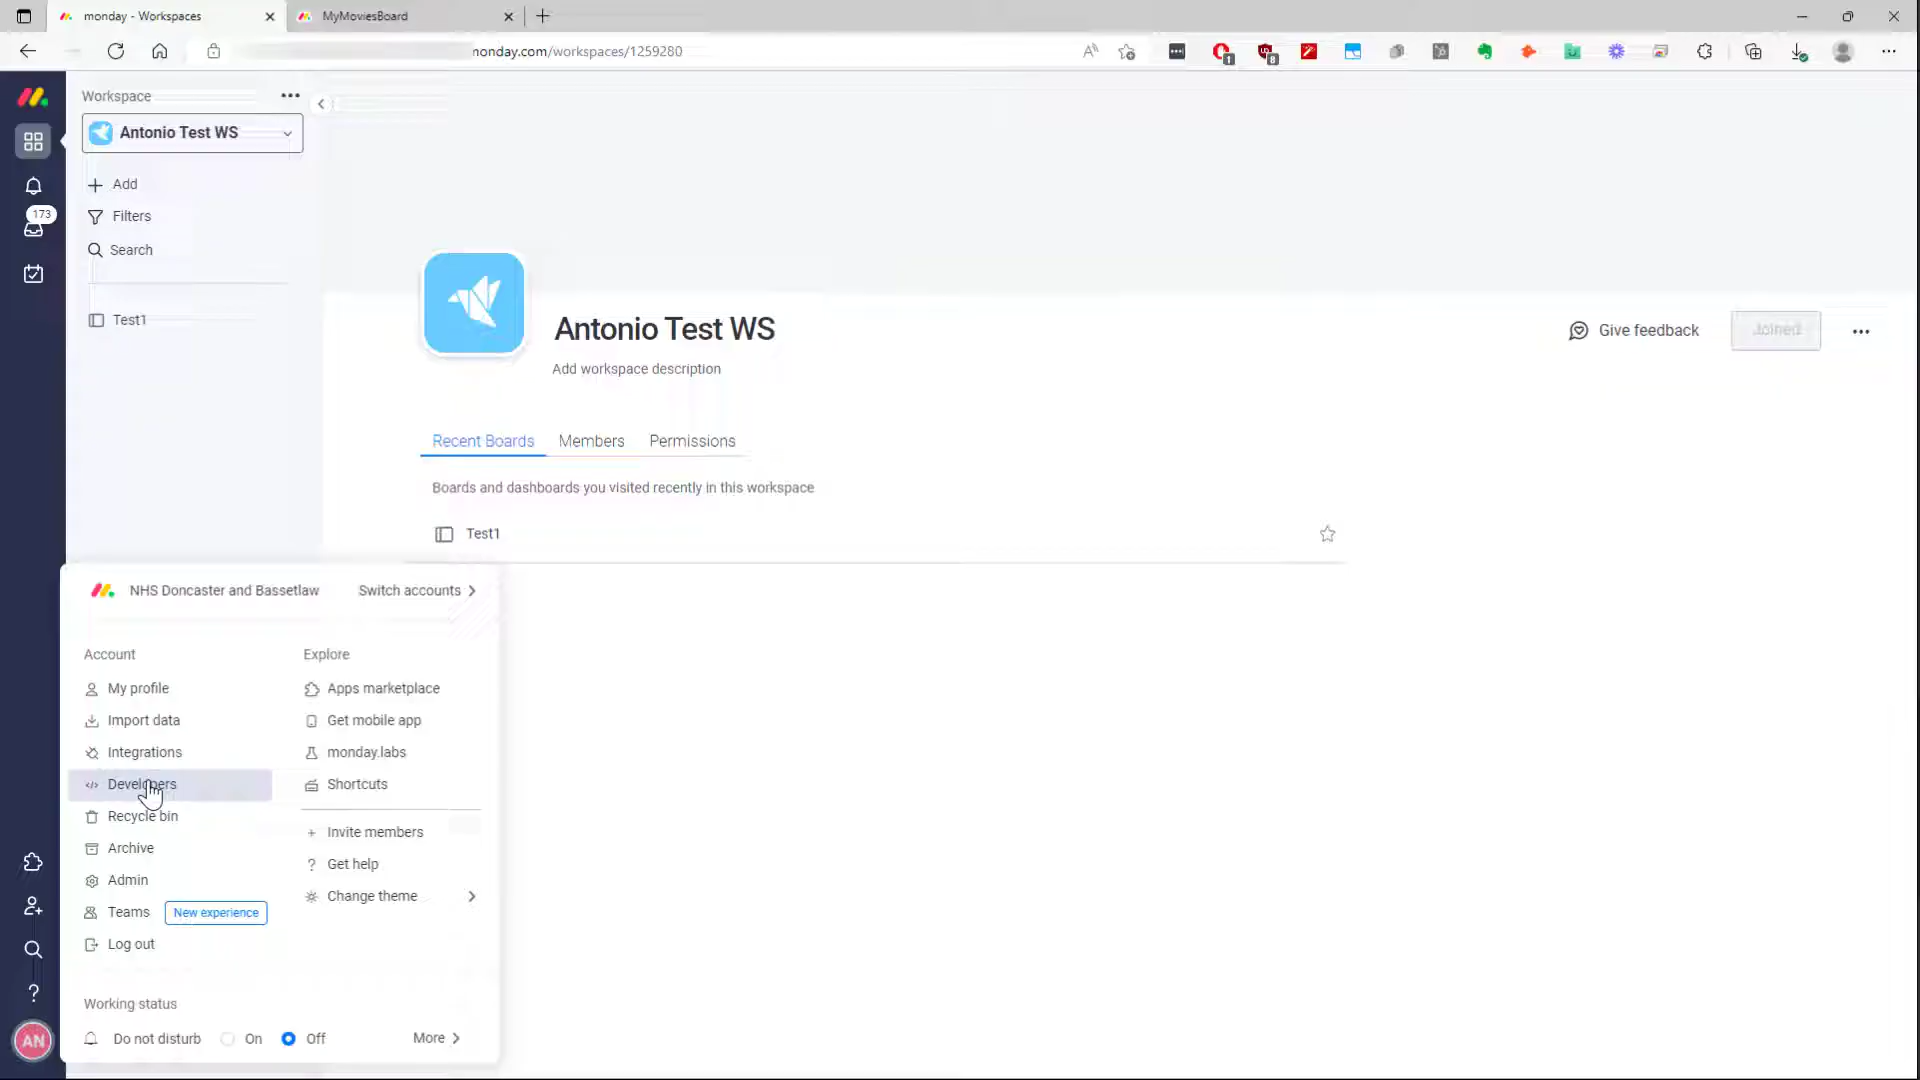 monday - Workspaces
MyMoviesBoard
monday.com/workspaces/1259280
1
8
Workspace
Antonio Test WS
173
Add
Filters
Search
Test1
Antonio Test WS
Add workspace description
Give feedback
Joined
Recent Boards
Members
Permissions
Boards and dashboards you visited recently in this workspace
Test1
NHS Doncaster and Bassetlaw
Switch accounts
Account
My profile
Import data
Integrations
Developers
Recycle bin
Archive
Admin
Teams
New experience
Log out
Explore
Apps marketplace
Get mobile app
monday.labs
Shortcuts
Invite members
Get help
Change theme
Working status
Do not disturb
On
Off
More
AN